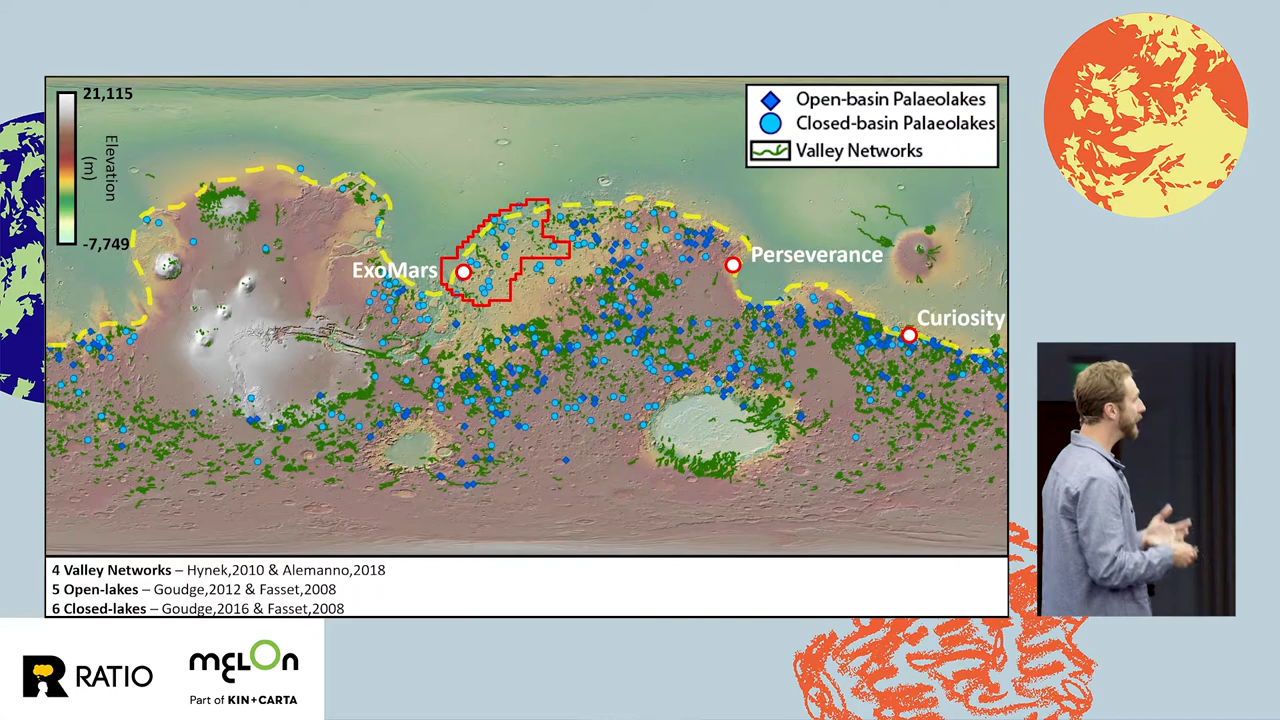 21,115
Elevation
(m)
-7,749
Open-basin Palaeolakes
Closed-basin Palaeolakes
Valley Networks
ExoMars
Perseverance
Curiosity
4 Valley Networks – Hynek,2010 & Alemanno,2018
5 Open-lakes – Goudge,2012 & Fasset,2008
6 Closed-lakes – Goudge,2016 & Fasset,2008
RATIO
melon
Part of KIN+CARTA